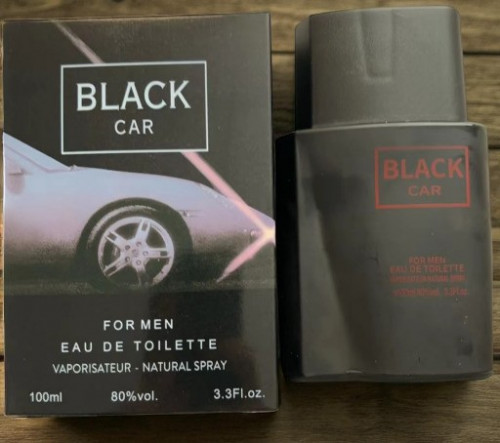 BLACK
CAR
FOR MEN
EAU DE TOILETTE
VAPORISATEUR - NATURAL SPRAY
100ml 80%vol. 3.3Fl.oz.
BLACK
CAR
FOR MEN
EAU DE TOILETTE